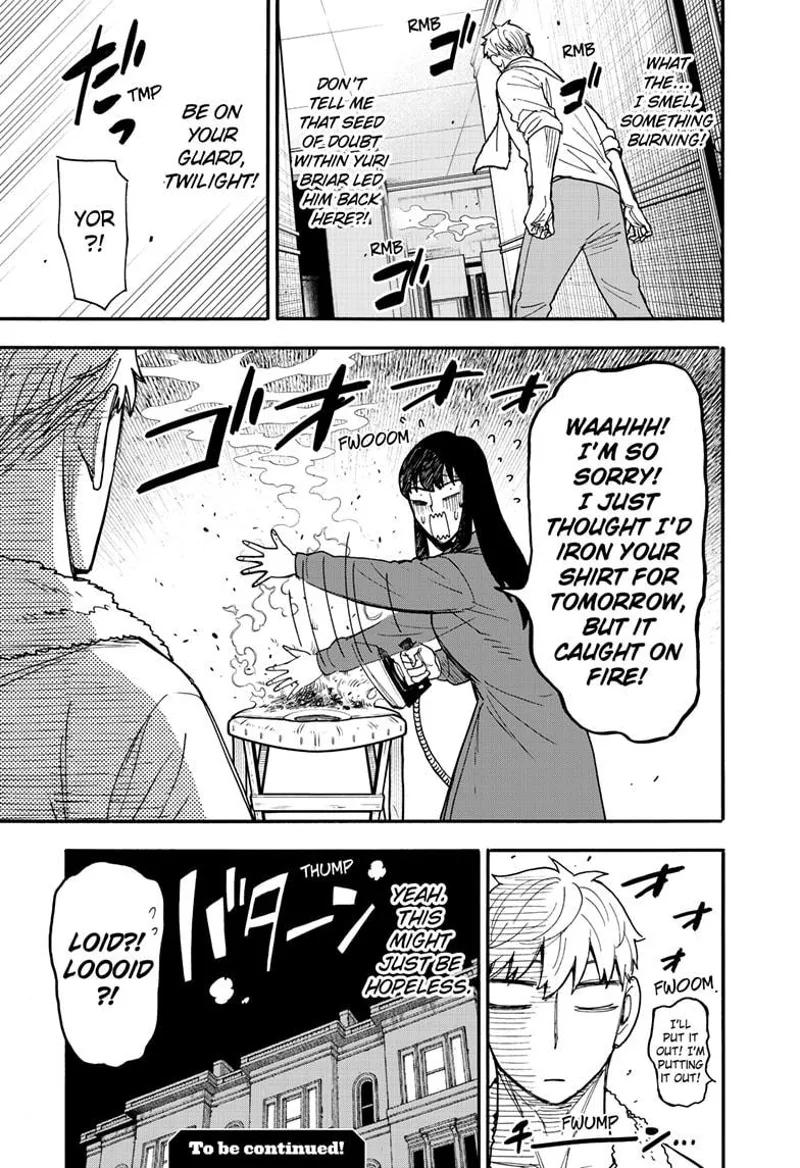 WHAT
THE...
I SMELL
SOMETHING
BURNING!
RMB
ゴ
RMB
ゴ
DON'T
TELL ME
THAT SEED
OF DOUBT
WITHIN YURI
BRIAR LED
HIM BACK
HERE?!
RMB
ゴ
BE ON
YOUR
GUARD,
TWILIGHT!
TMP
だっ
YOR
?!
WAAHHH!
I'M SO
SORRY!
I JUST
THOUGHT I'D
IRON YOUR
SHIRT FOR
TOMORROW,
BUT IT
CAUGHT ON
FIRE!
FWOOOM
ゴオオオ
オオオ
FWOOM
I'LL
PUT IT
OUT! I'M
PUTTING
IT OUT!
FWUMP
チーン...
THUMP
バターン
YEAH.
THIS
MIGHT
JUST BE
HOPELESS.
LOID?!
LOOOID
?!
To be continued!